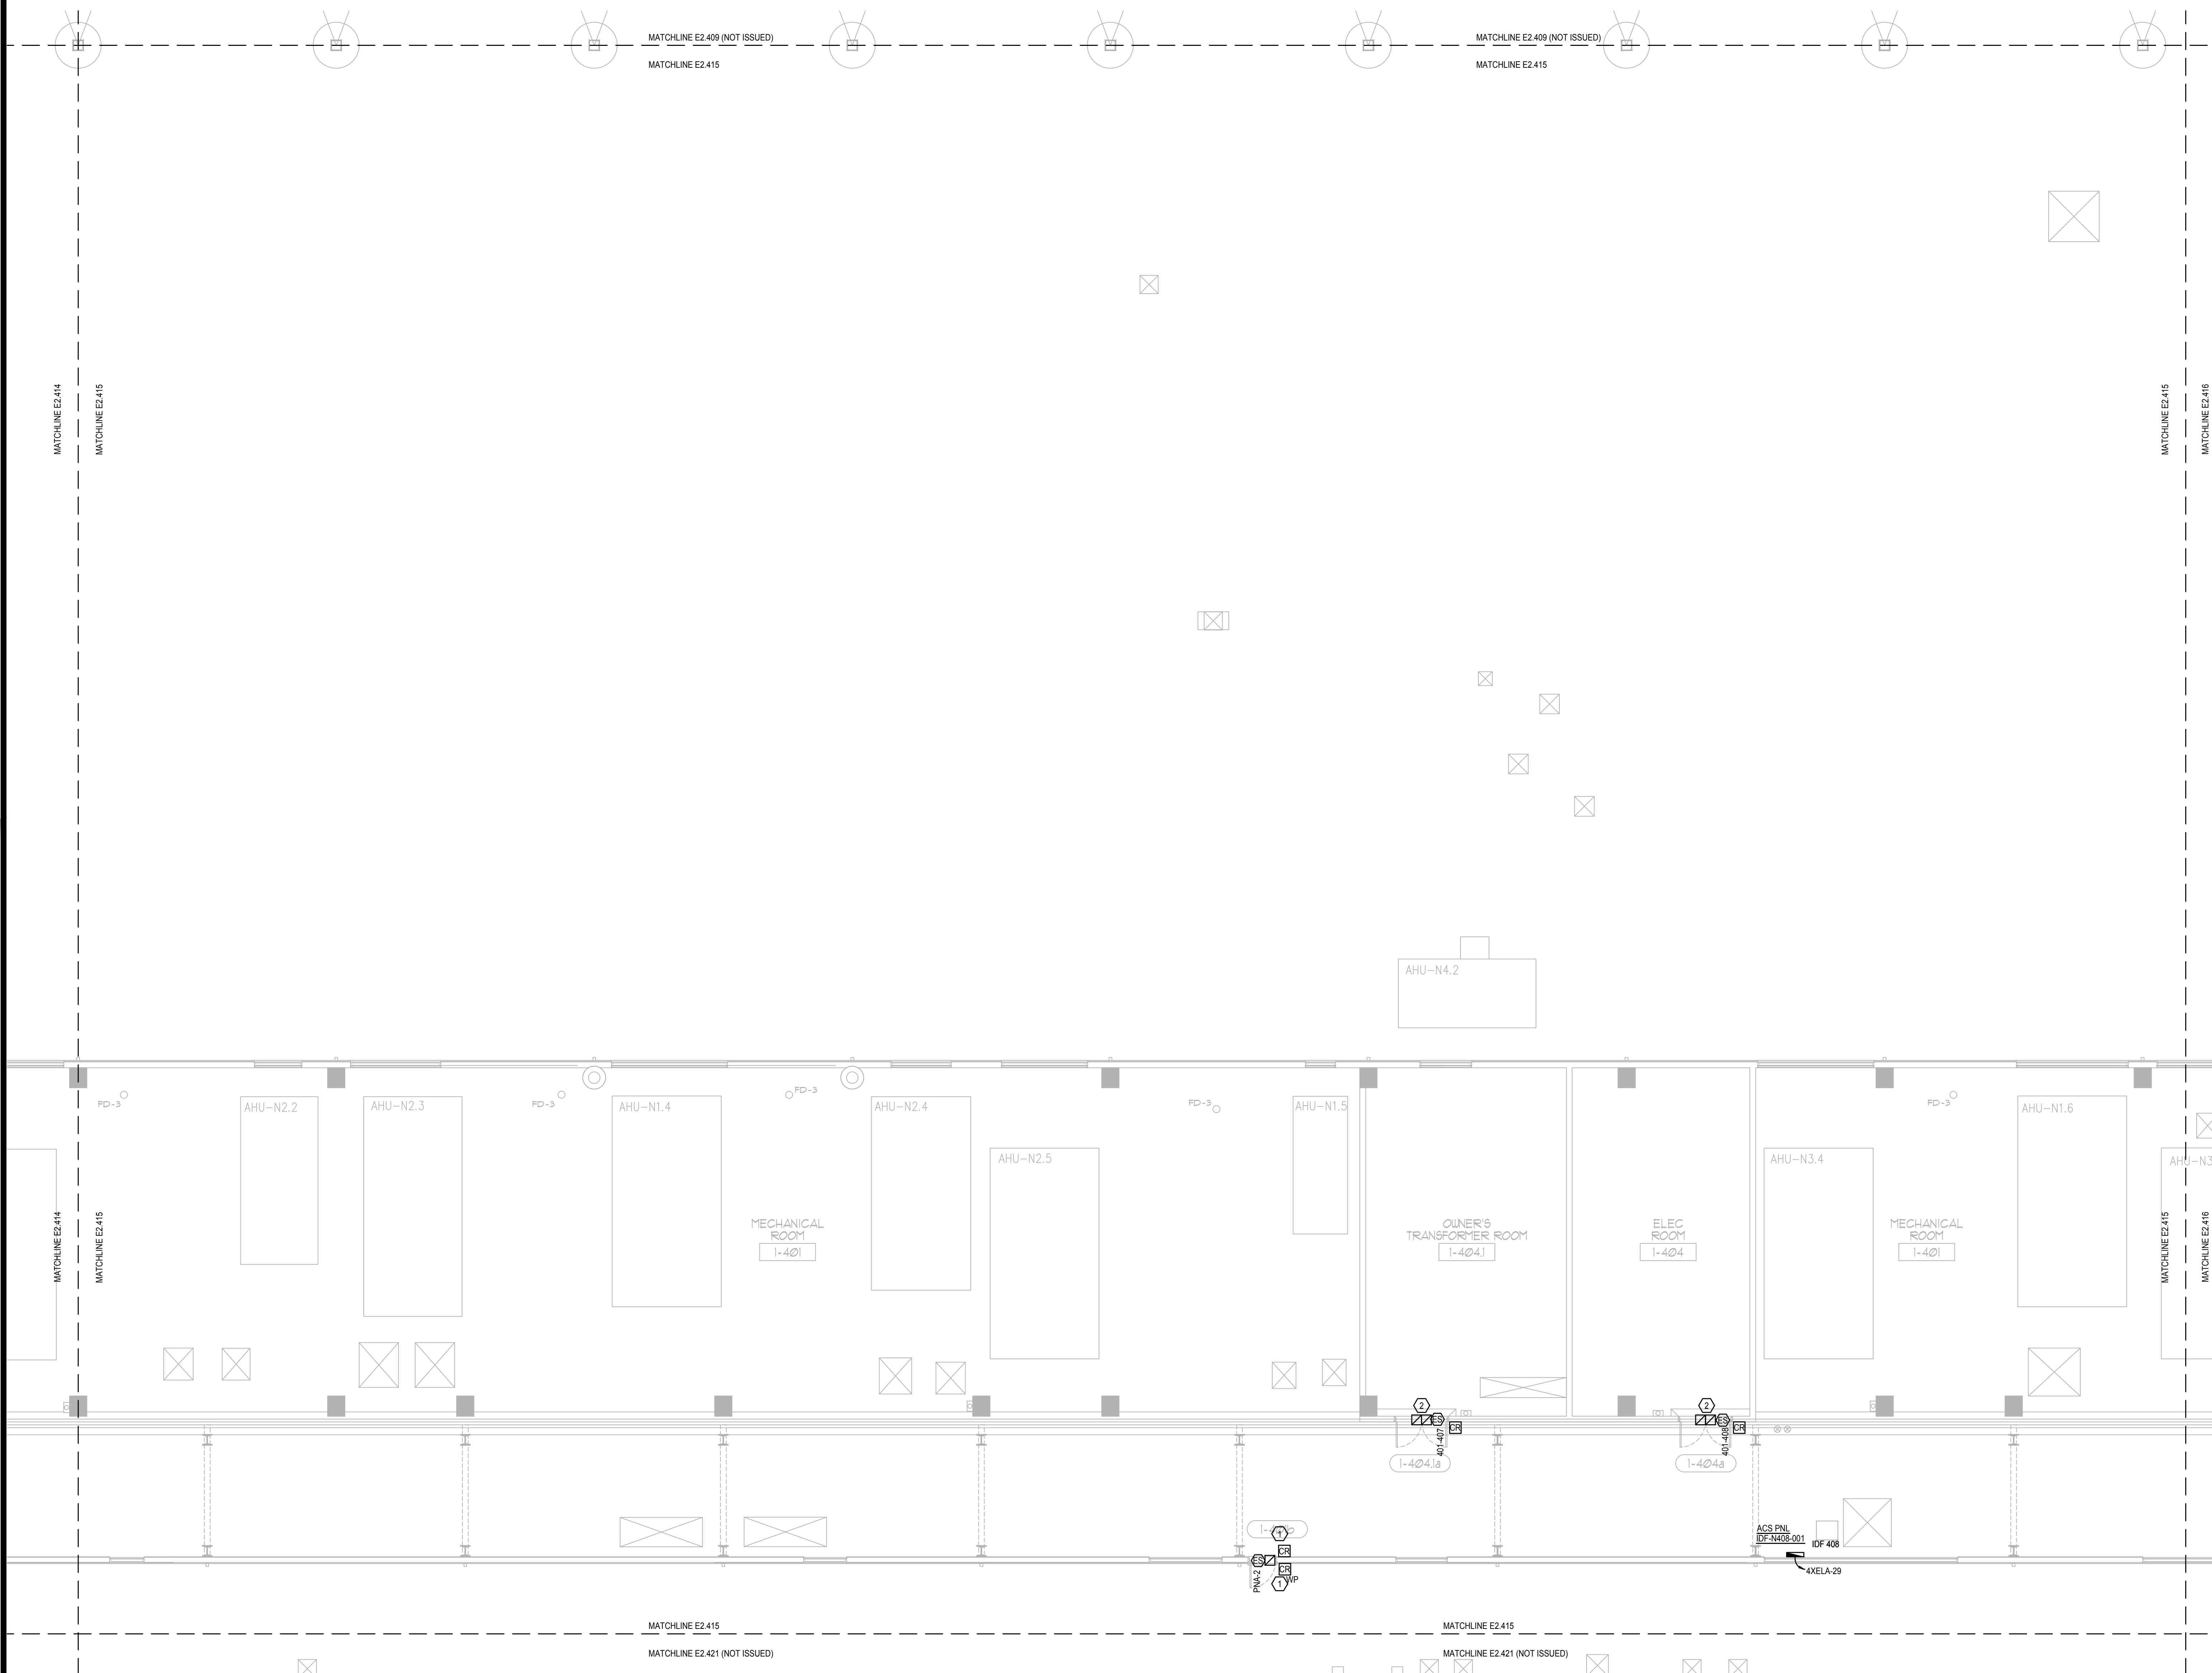 MATCHLINE E2.409 (NOT ISSUED)
MATCHLINE E2.409 (NOT ISSUED)
MATCHLINE E2.415
MATCHLINE E2.415
MATCHLINE E2.414
MATCHLINE E2.415
MATCHLINE E2.415
MATCHLINE E2.416
AHU-N4.2
FD-3
AHU-N2.2
AHU-N2.3
FD-3
AHU-N1.4
FD-3
AHU-N2.4
AHU-N2.5
FD-3
AHU-N1.5
AHU-N3.4
FD-3
AHU-N1.6
AHU-N3
MATCHLINE E2.414
MATCHLINE E2.415
MECHANICAL
ROOM
1-401
OWNER'S
TRANSFORMER ROOM
1-404.1
ELEC
ROOM
1-404
MECHANICAL
ROOM
1-401
MATCHLINE E2.415
MATCHLINE E2.416
2
ES
CR
401-407
1-404.1a
2
ES
CR
401-408
1-404a
1
CR
ES
CR
PNA-2
1
WP
ACS PNL
IDF-N408-001
IDF 408
4XELA-29
MATCHLINE E2.415
MATCHLINE E2.415
MATCHLINE E2.421 (NOT ISSUED)
MATCHLINE E2.421 (NOT ISSUED)